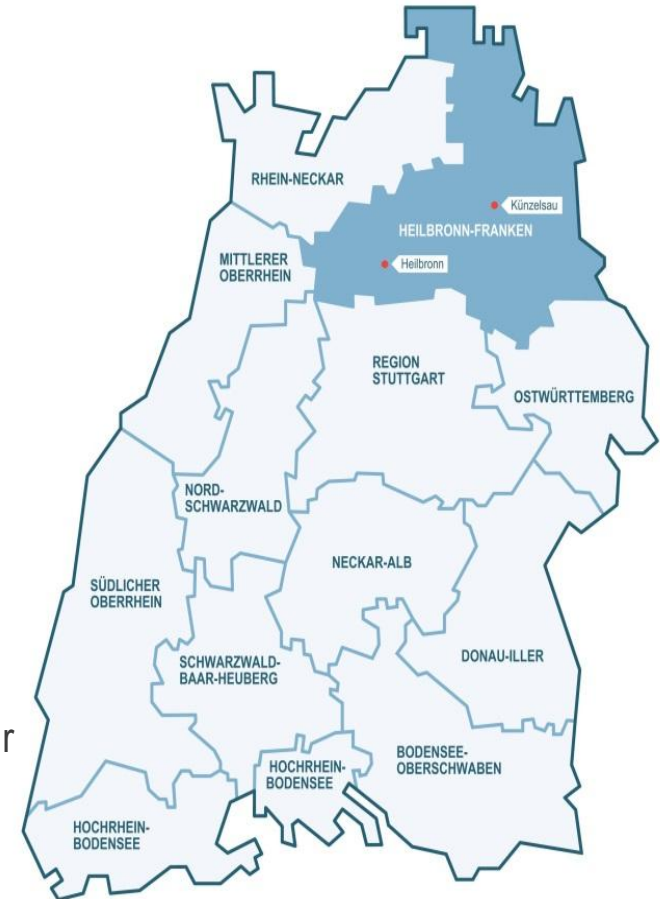 RHEIN-NECKAR
Künzelsau
HEILBRONN-FRANKEN
MITTLERER
OBERRHEIN
Heilbronn
REGION
STUTTGART
OSTWÜRTTEMBERG
NORD-
SCHWARZWALD
NECKAR-ALB
SÜDLICHER
OBERRHEIN
SCHWARZWALD-
BAAR-HEUBERG
DONAU-ILLER
r
HOCHRHEIN-
BODENSEE
BODENSEE-
OBERSCHWABEN
HOCHRHEIN-
BODENSEE